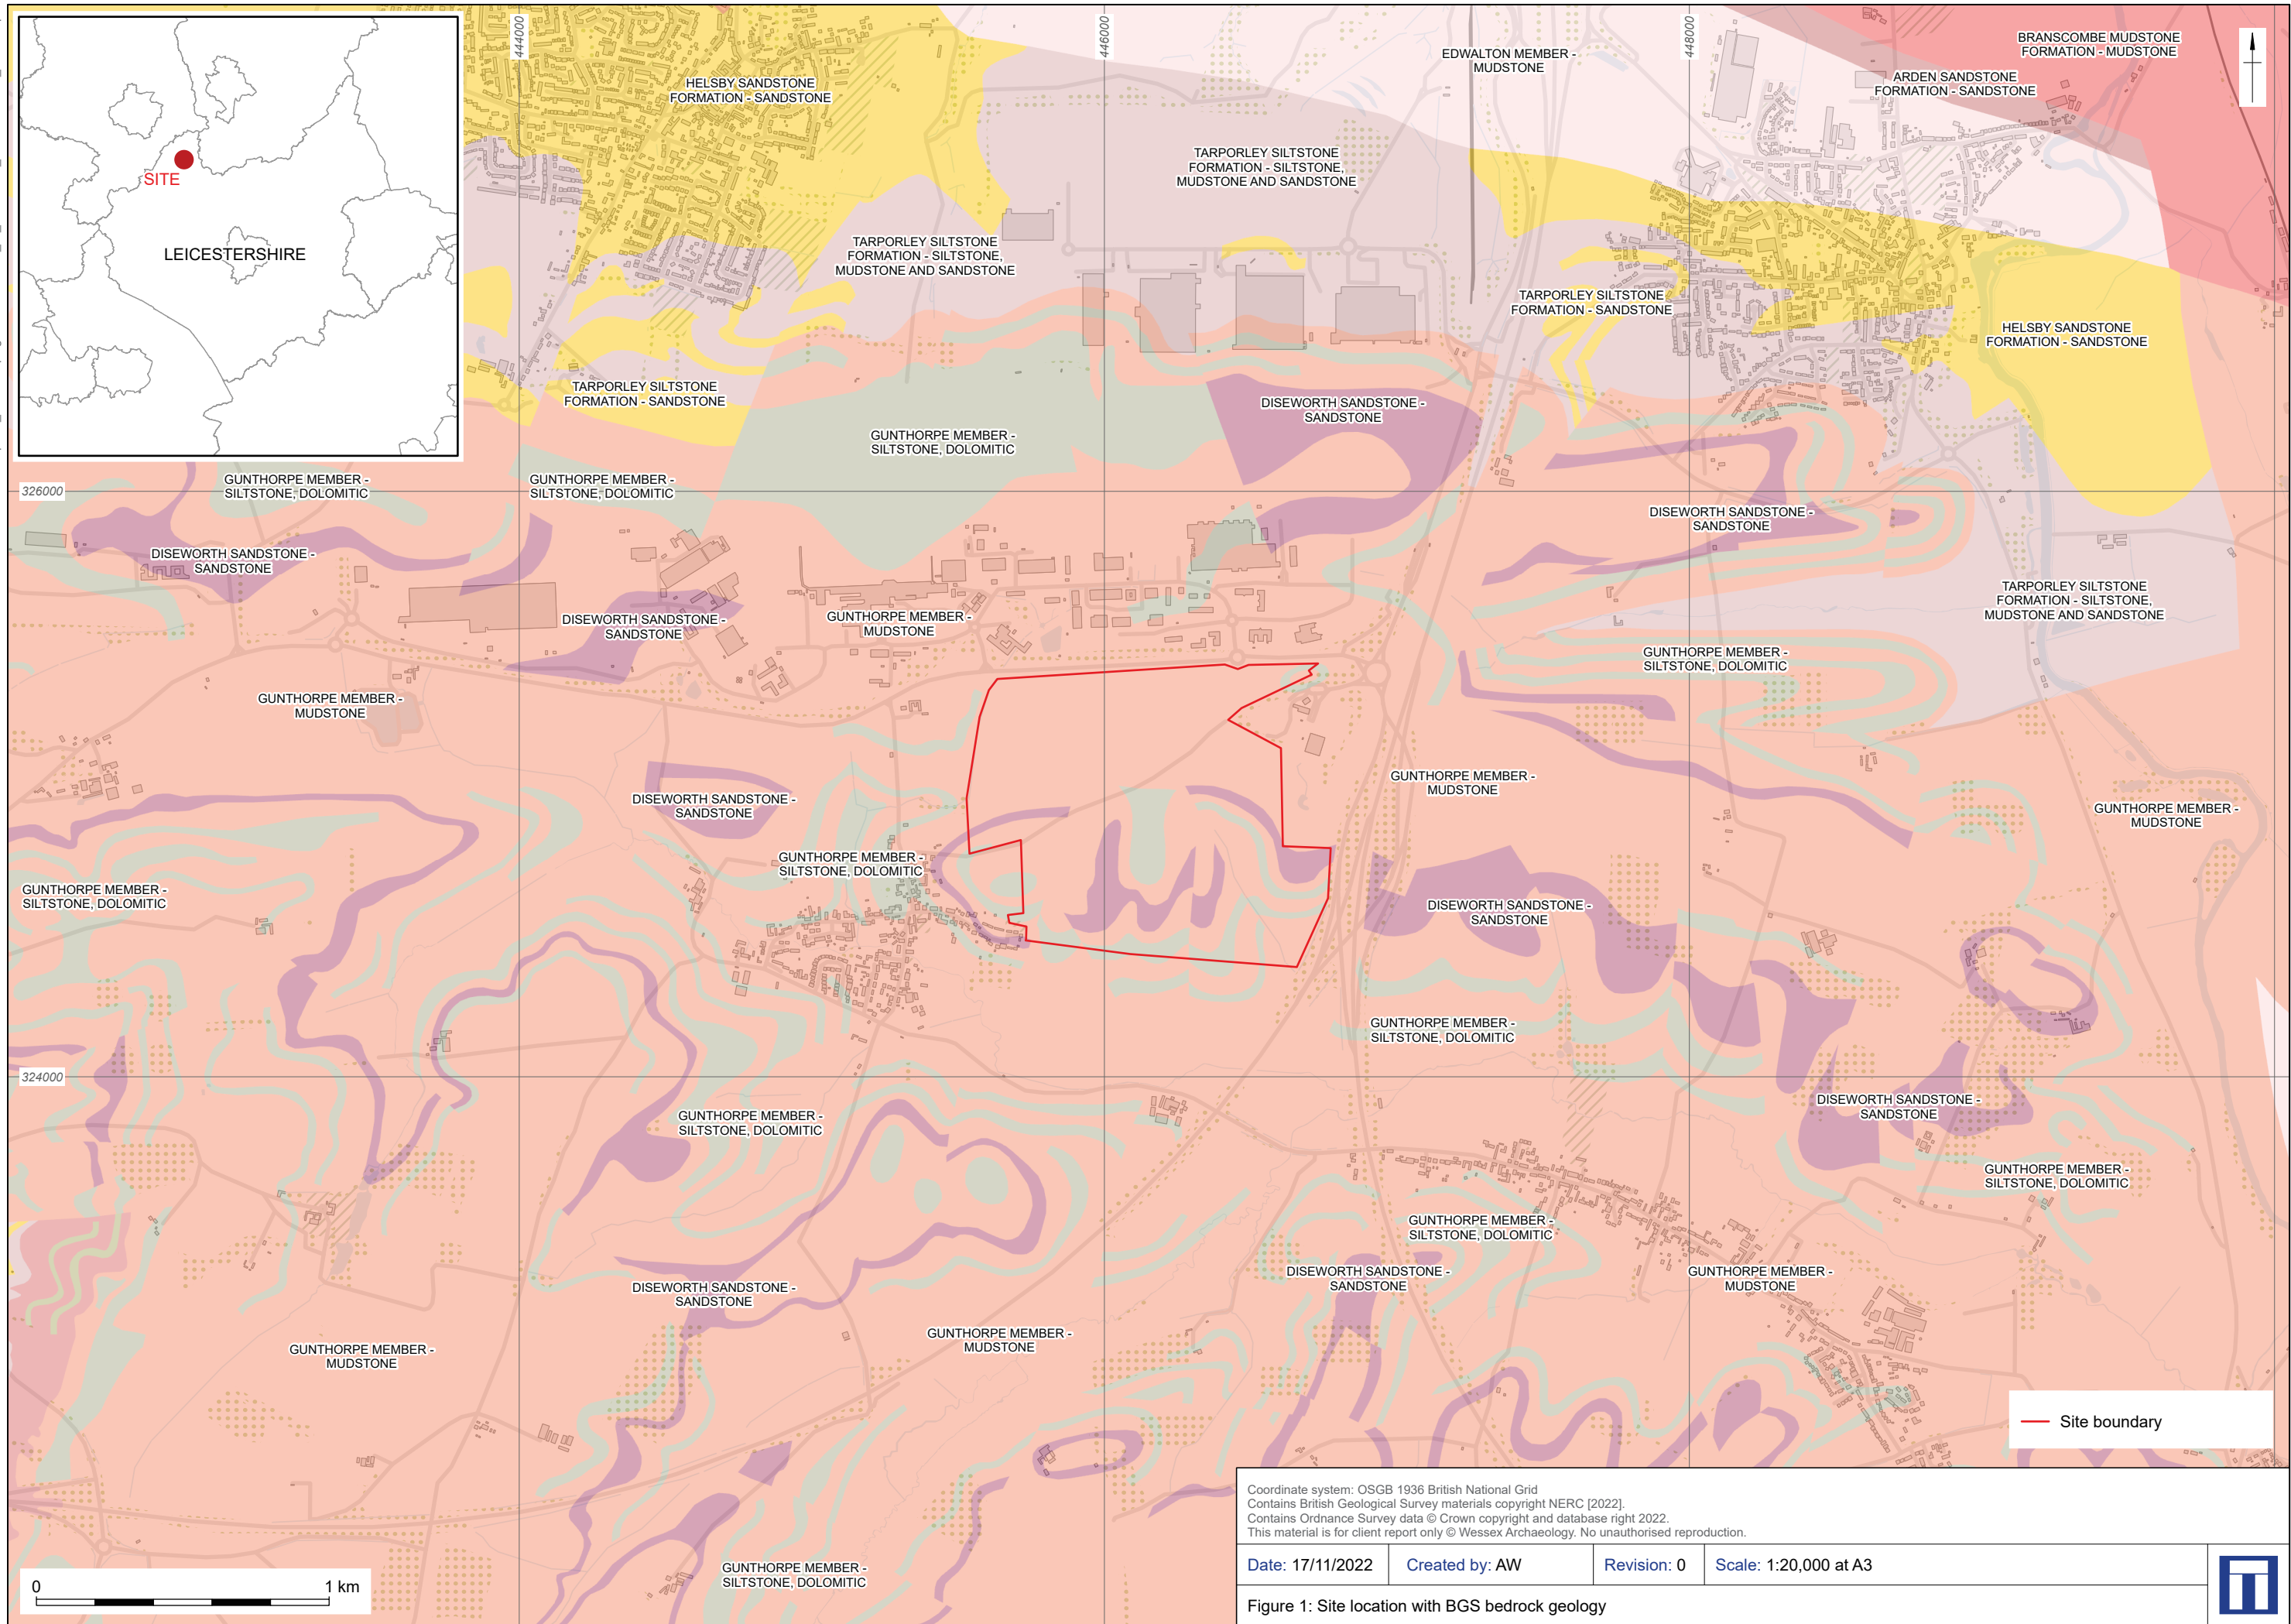 444000
446000
448000
326000
324000
SITE
LEICESTERSHIRE
HELSBY SANDSTONE
FORMATION - SANDSTONE
EDWALTON MEMBER -
MUDSTONE
BRANSCOMBE MUDSTONE
FORMATION - MUDSTONE
ARDEN SANDSTONE
FORMATION - SANDSTONE
TARPORLEY SILTSTONE
FORMATION - SILTSTONE,
MUDSTONE AND SANDSTONE
TARPORLEY SILTSTONE
FORMATION - SILTSTONE,
MUDSTONE AND SANDSTONE
TARPORLEY SILTSTONE
FORMATION - SANDSTONE
HELSBY SANDSTONE
FORMATION - SANDSTONE
TARPORLEY SILTSTONE
FORMATION - SANDSTONE
DISEWORTH SANDSTONE -
SANDSTONE
GUNTHORPE MEMBER -
SILTSTONE, DOLOMITIC
GUNTHORPE MEMBER -
SILTSTONE, DOLOMITIC
GUNTHORPE MEMBER -
SILTSTONE, DOLOMITIC
DISEWORTH SANDSTONE -
SANDSTONE
DISEWORTH SANDSTONE -
SANDSTONE
TARPORLEY SILTSTONE
FORMATION - SILTSTONE,
MUDSTONE AND SANDSTONE
DISEWORTH SANDSTONE -
SANDSTONE
GUNTHORPE MEMBER -
MUDSTONE
GUNTHORPE MEMBER -
SILTSTONE, DOLOMITIC
GUNTHORPE MEMBER -
MUDSTONE
GUNTHORPE MEMBER -
MUDSTONE
DISEWORTH SANDSTONE -
SANDSTONE
GUNTHORPE MEMBER -
MUDSTONE
GUNTHORPE MEMBER -
SILTSTONE, DOLOMITIC
GUNTHORPE MEMBER -
SILTSTONE, DOLOMITIC
DISEWORTH SANDSTONE -
SANDSTONE
GUNTHORPE MEMBER -
SILTSTONE, DOLOMITIC
DISEWORTH SANDSTONE -
SANDSTONE
GUNTHORPE MEMBER -
SILTSTONE, DOLOMITIC
GUNTHORPE MEMBER -
SILTSTONE, DOLOMITIC
GUNTHORPE MEMBER -
SILTSTONE, DOLOMITIC
DISEWORTH SANDSTONE -
SANDSTONE
GUNTHORPE MEMBER -
MUDSTONE
DISEWORTH SANDSTONE -
SANDSTONE
GUNTHORPE MEMBER -
MUDSTONE
GUNTHORPE MEMBER -
MUDSTONE
GUNTHORPE MEMBER -
SILTSTONE, DOLOMITIC
Site boundary
0 1 km
Coordinate system: OSGB 1936 British National Grid
Contains British Geological Survey materials copyright NERC [2022].
Contains Ordnance Survey data © Crown copyright and database right 2022.
This material is for client report only © Wessex Archaeology. No unauthorised reproduction.
Date: 17/11/2022 Created by: AW Revision: 0 Scale: 1:20,000 at A3
Figure 1: Site location with BGS bedrock geology